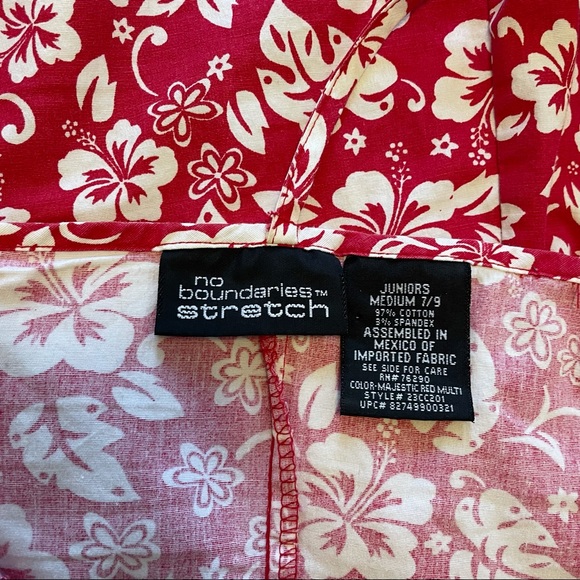 no
boundaries™
stretch
JUNIORS
MEDIUM 7/9
97% COTTON
3% SPANDEX
ASSEMBLED IN
MEXICO OF
IMPORTED FABRIC
SEE SIDE FOR CARE
RN# 76290
COLOR-MAJESTIC RED MULTI
STYLE# 23CC201
UPC# 82749900321